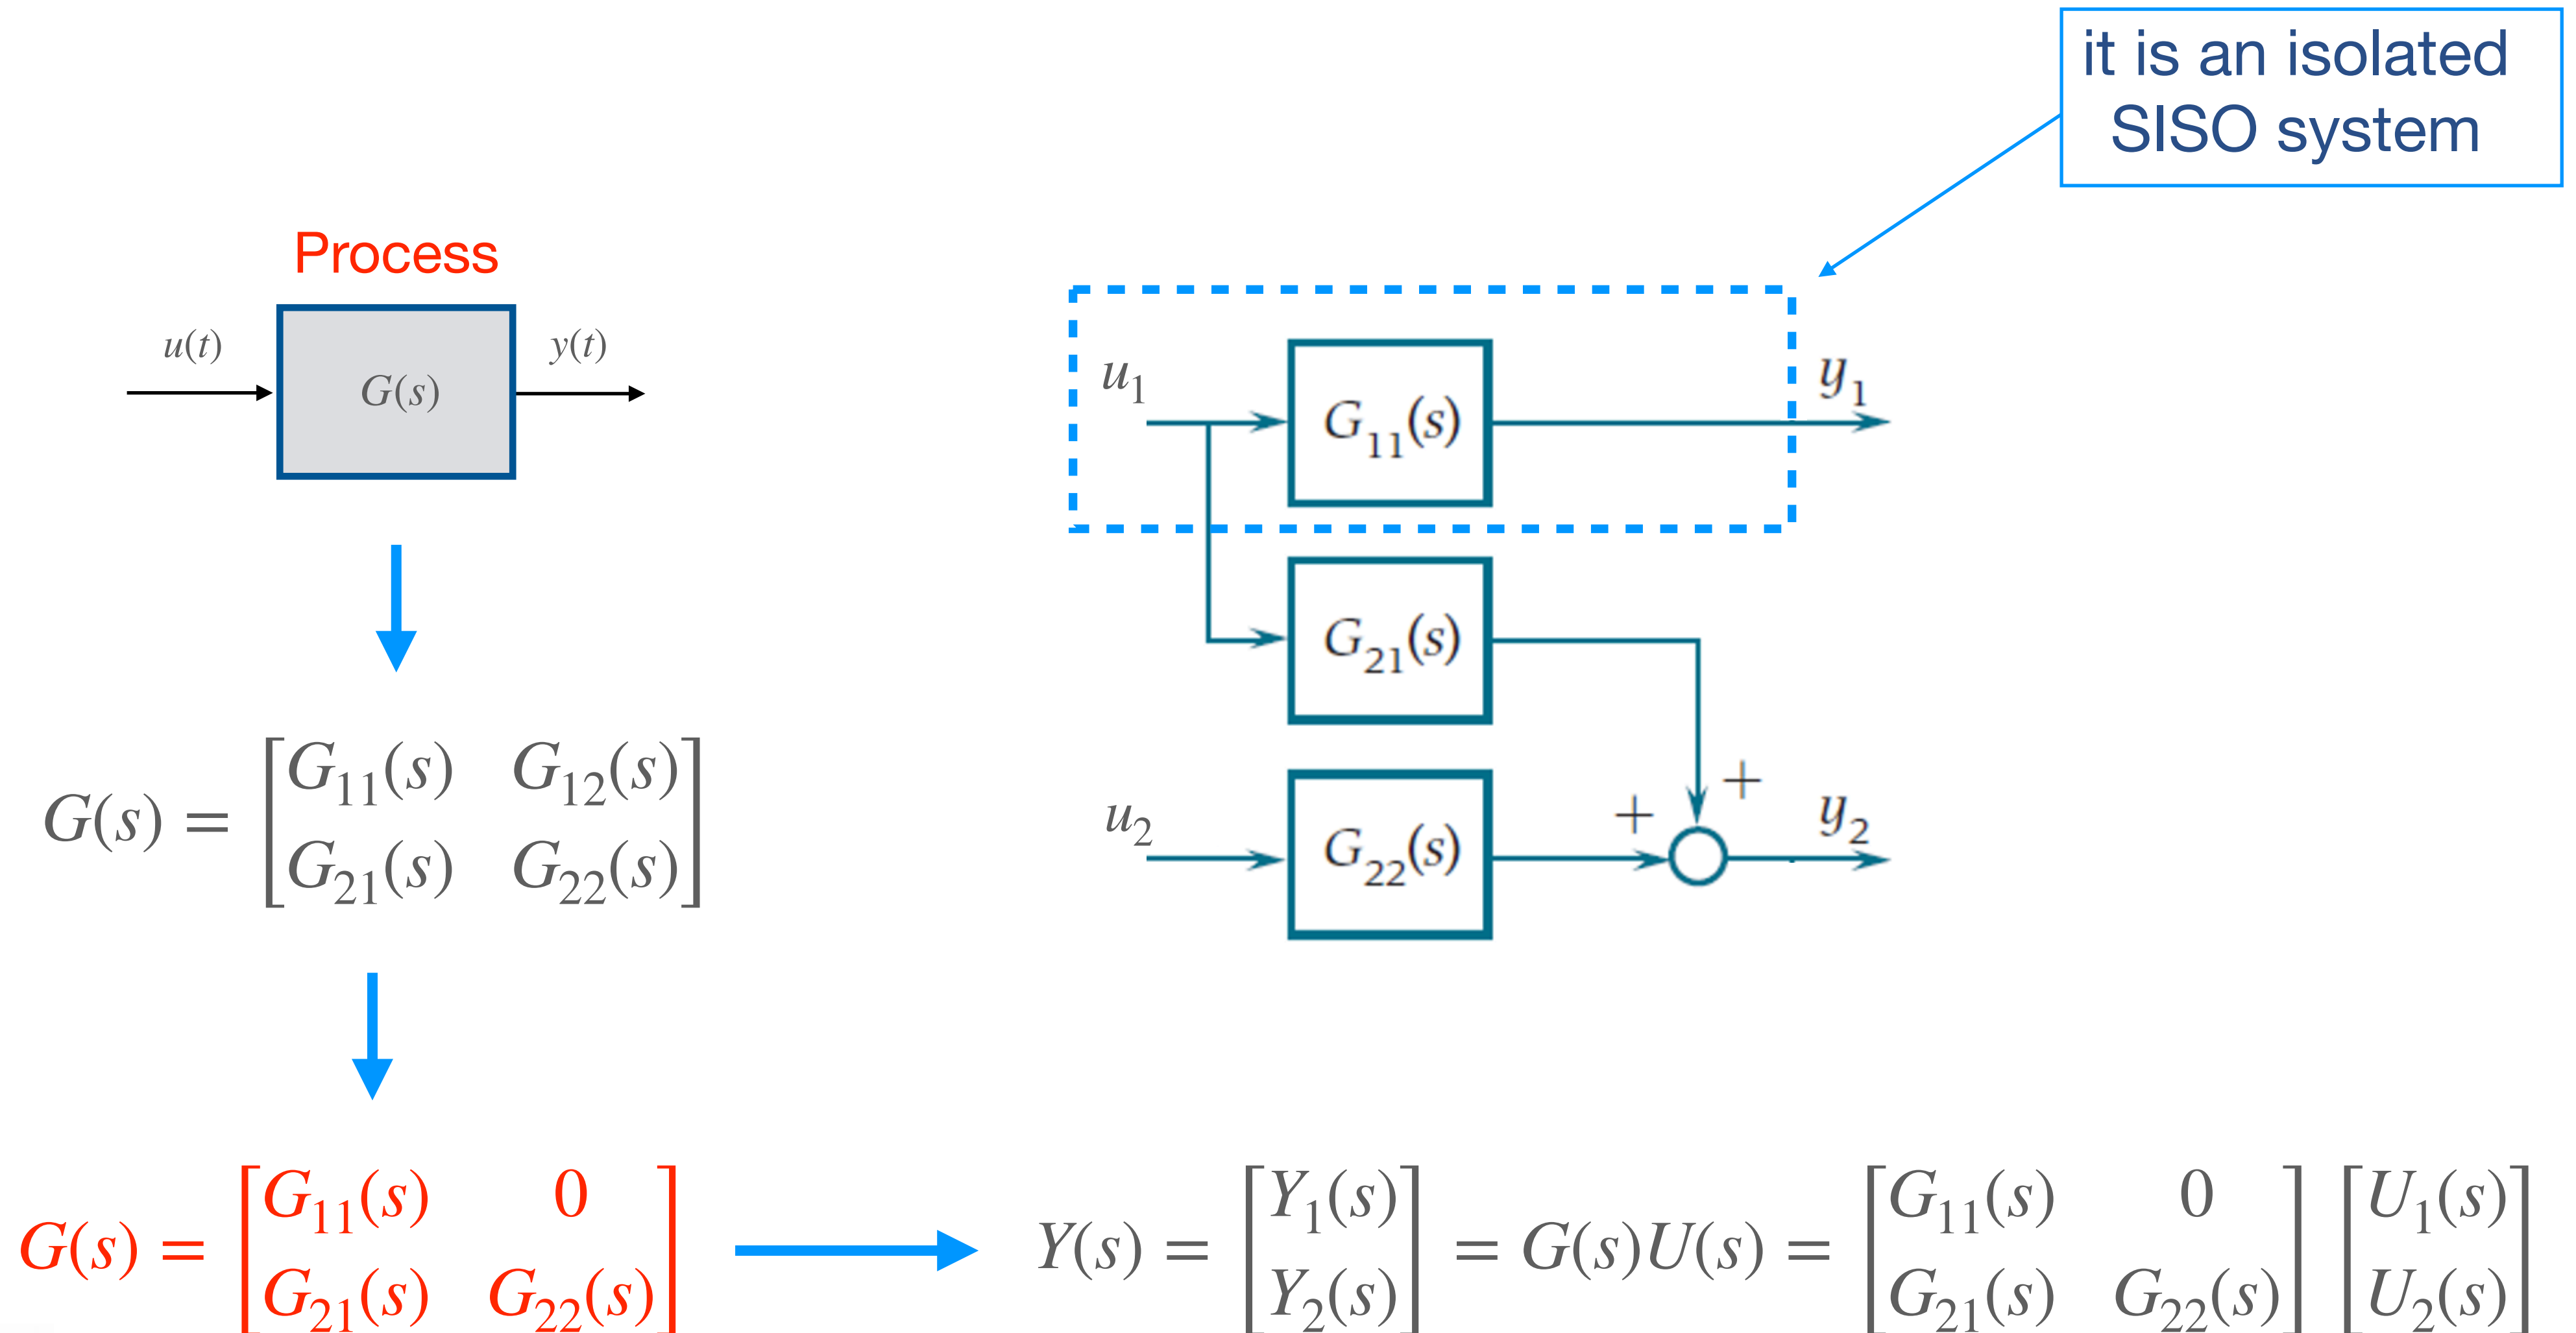 it is an isolated
SISO system
Process
u(t)
G(s)
y(t)
u₁
G₁₁(s)
y₁
G₂₁(s)
+
u₂
G₂₂(s)
+
y₂
G(s) = [G₁₁(s) G₁₂(s)
G₂₁(s) G₂₂(s)]
G(s) = [G₁₁(s) 0
G₂₁(s) G₂₂(s)]
Y(s) = [Y₁(s)
Y₂(s)] = G(s)U(s) = [G₁₁(s) 0
G₂₁(s) G₂₂(s)] [U₁(s)
U₂(s)]